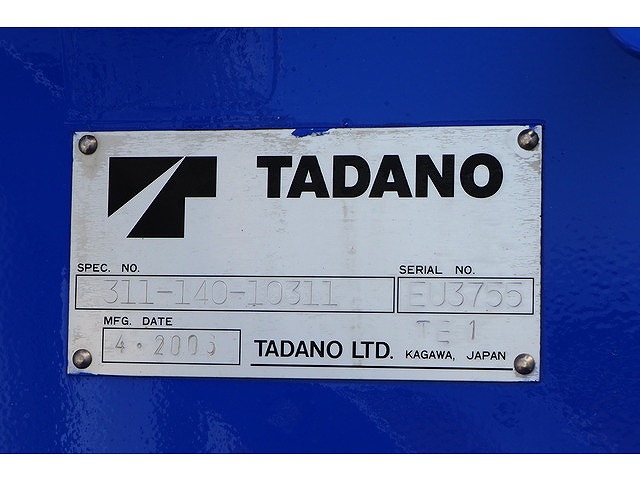 TADANO
SPEC. NO.
311-140-10311
SERIAL NO.
EU3755
MFG. DATE
TE1
TADANO LTD.
KAGAWA, JAPAN